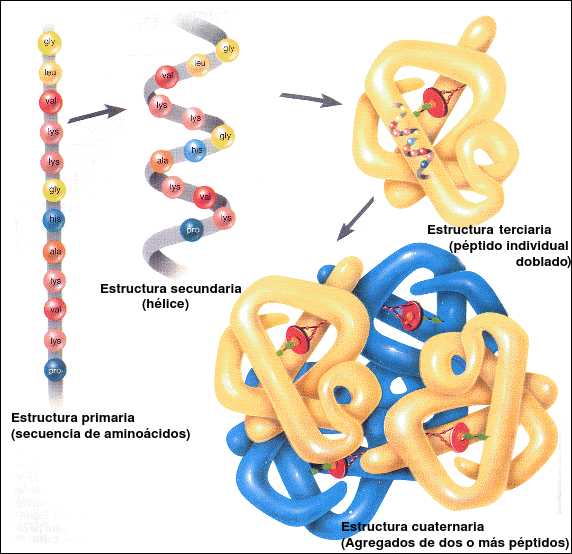 gly
leu
val
lys
lys
gly
his
ala
lys
val
lys
pro
Estructura primaria
(secuencia de aminoácidos)
gly
leu
val
lys
lys
gly
his
ala
lys
val
lys
pro
Estructura secundaria
(hélice)
Estructura terciaria
(péptido individual
doblado)
Estructura cuaternaria
(Agregados de dos o más péptidos)